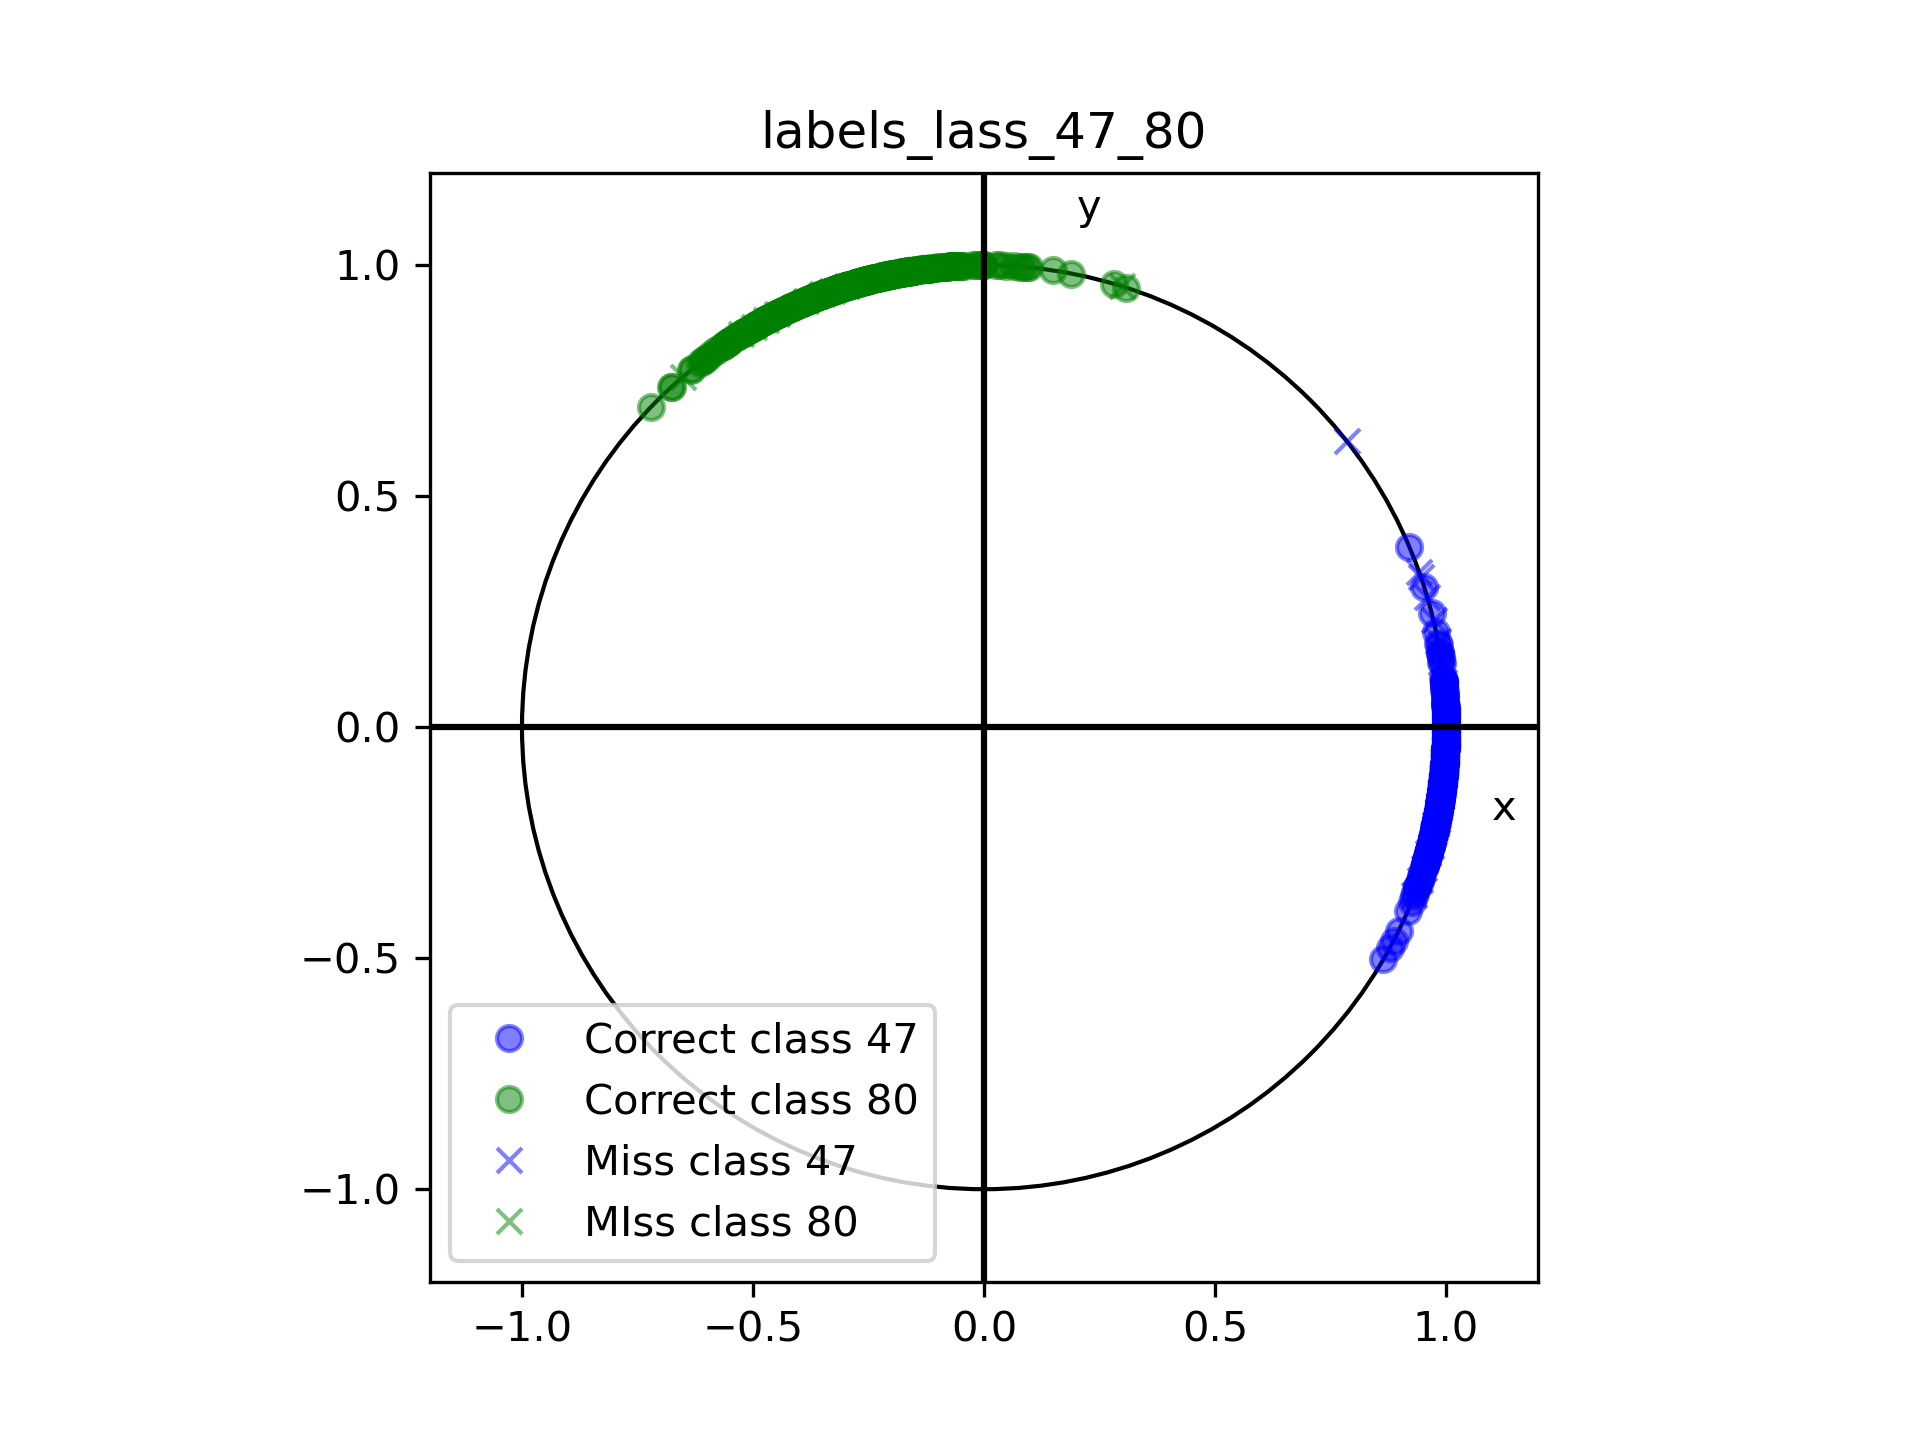 labels_lass_47_80
y
1.0
0.5
0.0
−0.5
−1.0
x
Correct class 47
Correct class 80
Miss class 47
MIss class 80
−1.0 −0.5 0.0 0.5 1.0